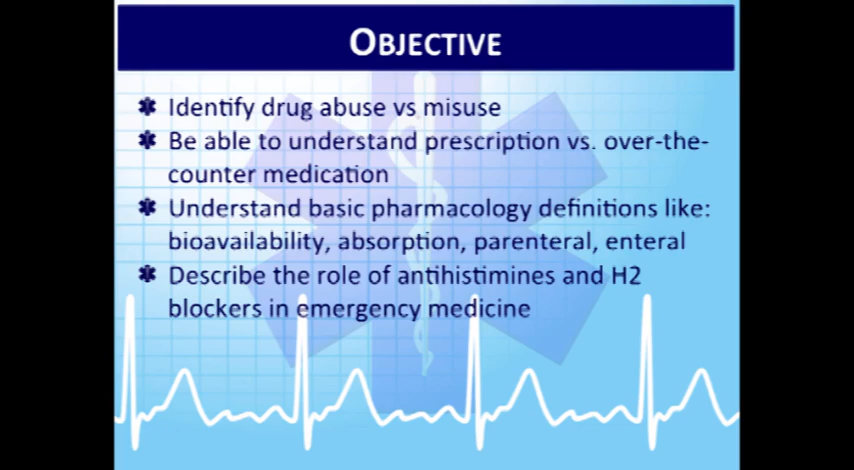 OBJECTIVE
Identify drug abuse vs misuse
Be able to understand prescription vs. over-the-
counter medication
Understand basic pharmacology definitions like:
bioavailability, absorption, parenteral, enteral
Describe the role of antihistimines and H2
blockers in emergency medicine